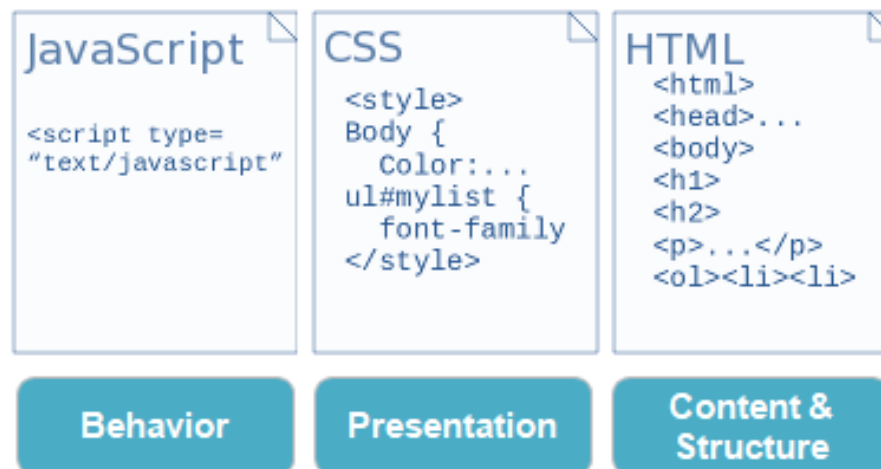 JavaScript
<script type=
“text/javascript”
CSS
<style>
Body {
  Color:...
ul#mylist {
  font-family
</style>
HTML
<html>
<head>...
<body>
<h1>
<h2>
<p>...</p>
<ol><li><li>
Behavior
Presentation
Content &
Structure